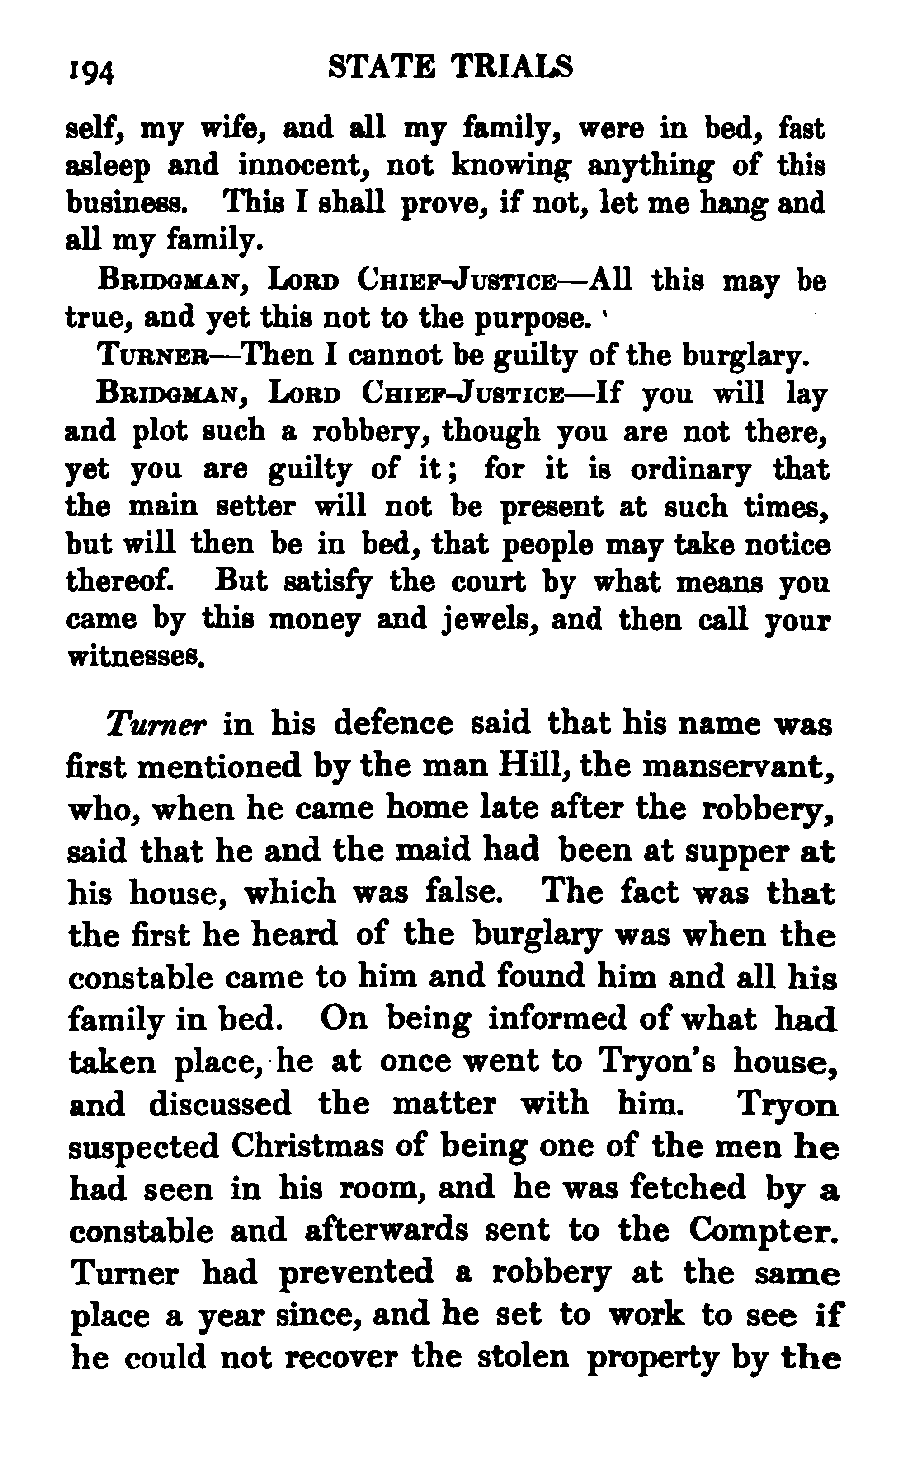 194 STATE TRIALS
self, my wife, and all my family, were in bed, fast
asleep and innocent, not knowing anything of this
business. This I shall prove, if not, let me hang and
all my family.
BRIDGMAN, LORD CHIEF-JUSTICE—All this may be
true, and yet this not to the purpose. '
TURNER—Then I cannot be guilty of the burglary.
BRIDGMAN, LORD CHIEF-JUSTICE—If you will lay
and plot such a robbery, though you are not there,
yet you are guilty of it; for it is ordinary that
the main setter will not be present at such times,
but will then be in bed, that people may take notice
thereof. But satisfy the court by what means you
came by this money and jewels, and then call your
witnesses.
Turner in his defence said that his name was
first mentioned by the man Hill, the manservant,
who, when he came home late after the robbery,
said that he and the maid had been at supper at
his house, which was false. The fact was that
the first he heard of the burglary was when the
constable came to him and found him and all his
family in bed. On being informed of what had
taken place, he at once went to Tryon's house,
and discussed the matter with him. Tryon
suspected Christmas of being one of the men he
had seen in his room, and he was fetched by a
constable and afterwards sent to the Compter.
Turner had prevented a robbery at the same
place a year since, and he set to work to see if
he could not recover the stolen property by the